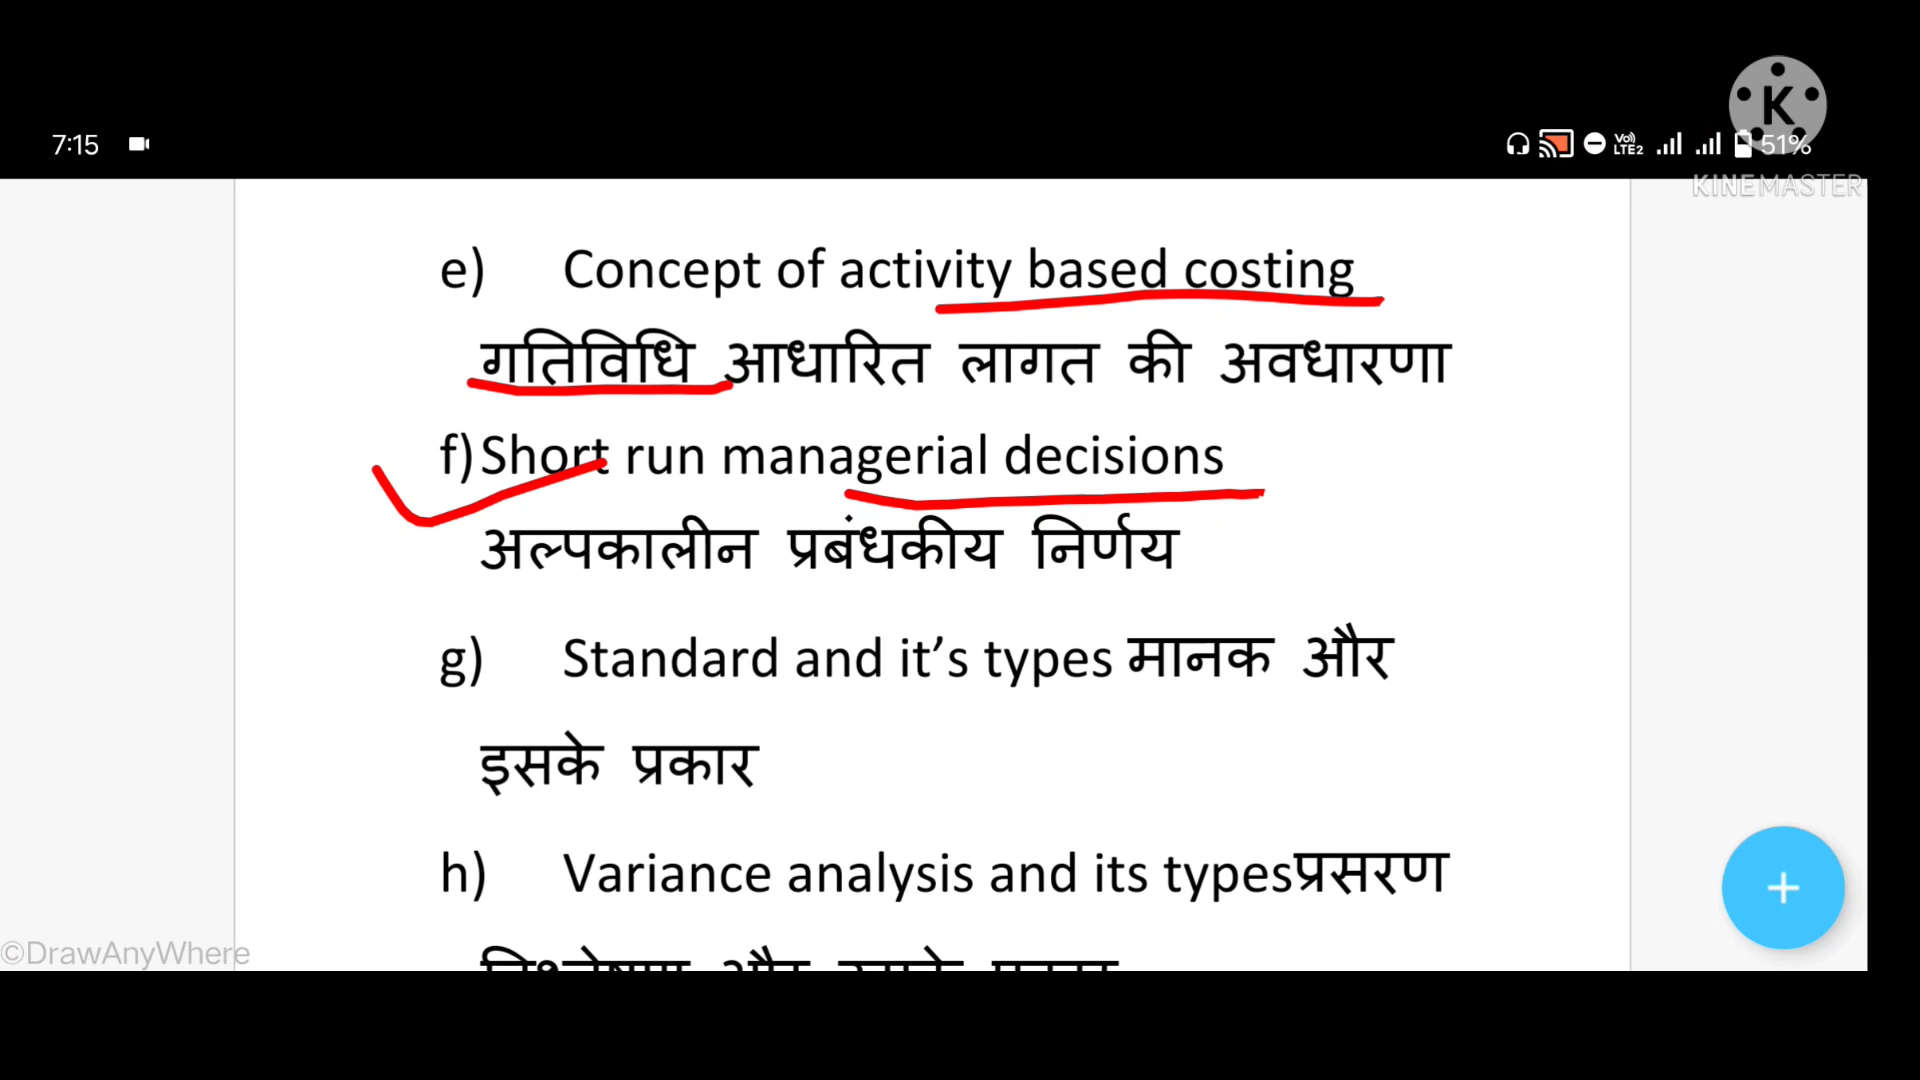 7:15
Vo) LTE2
51%
K
KINEMASTER
e) Concept of activity based costing
गतिविधि आधारित लागत की अवधारणा
f) Short run managerial decisions
अल्पकालीन प्रबंधकीय निर्णय
g) Standard and it’s types मानक और
इसके प्रकार
h) Variance analysis and its typesप्रसरण
+
©DrawAnyWhere